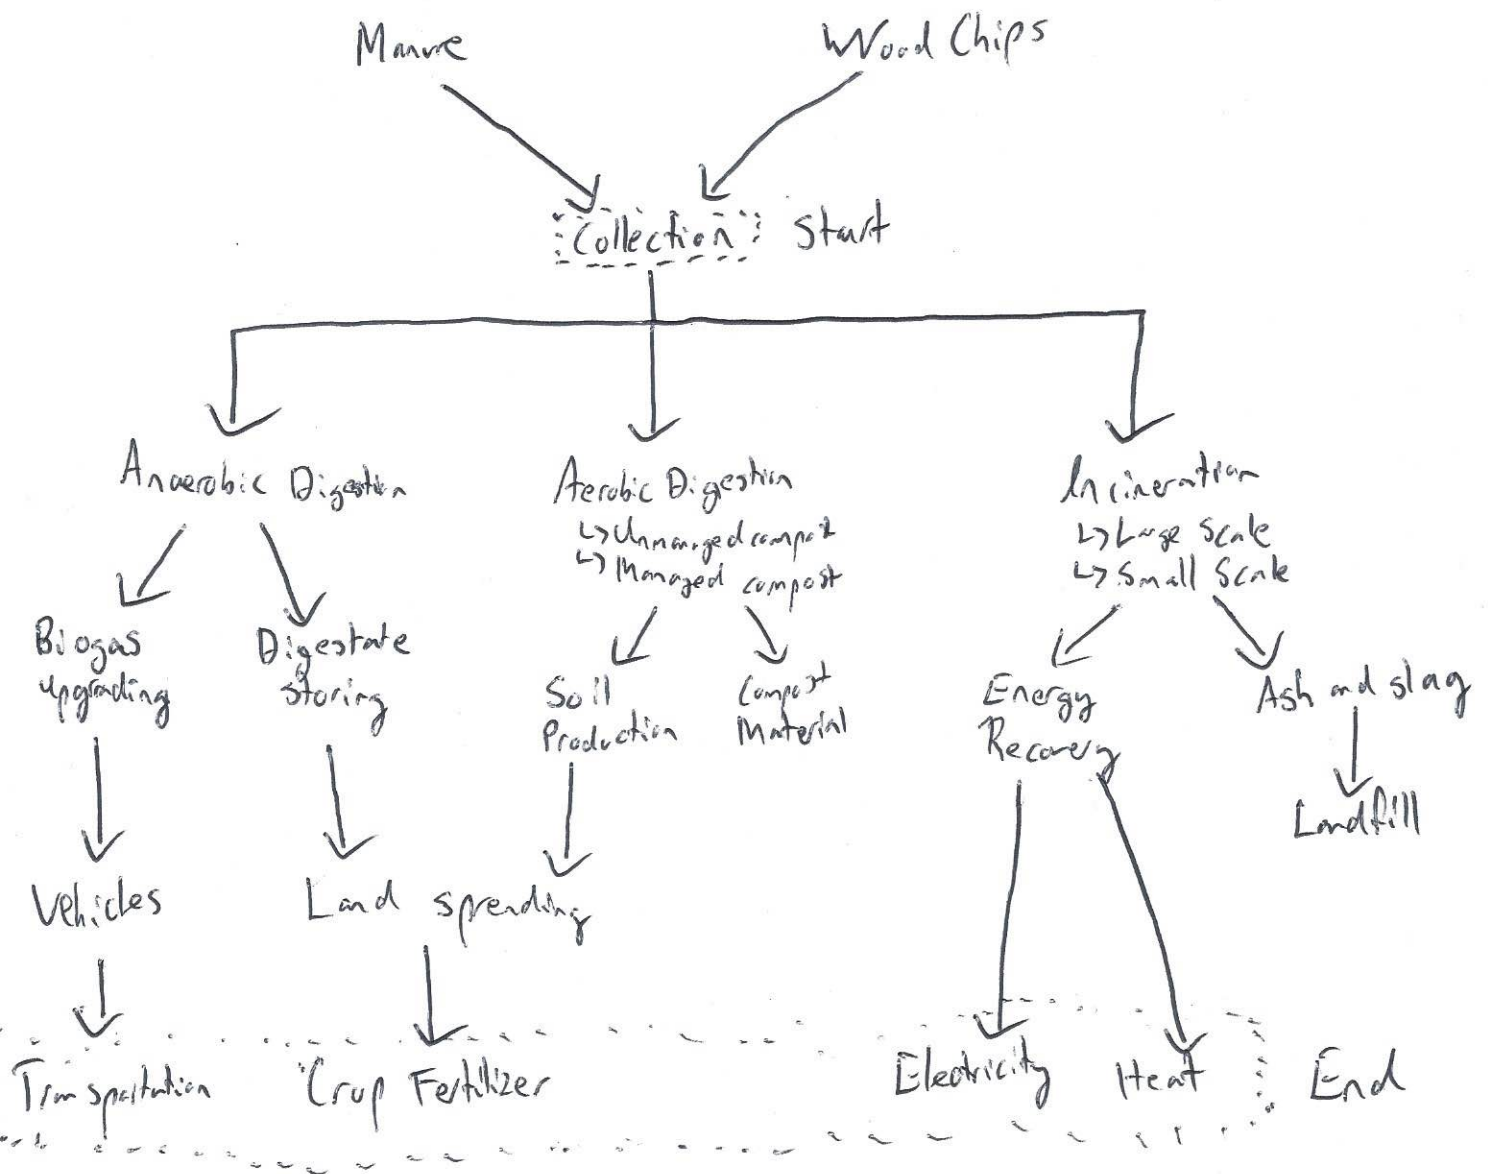 Manure
Wood Chips
Collection
Start
Anaerobic Digestion
Aerobic Digestion
↳ Unmanaged compost
↳ Managed compost
Incineration
↳ Large Scale
↳ Small Scale
Biogas
upgrading
Digestate
storing
Soil
Production
Compost
Material
Energy
Recovery
Ash and slag
Landfill
Vehicles
Land spreading
Transportation
Crop Fertilizer
Electricity
Heat
End